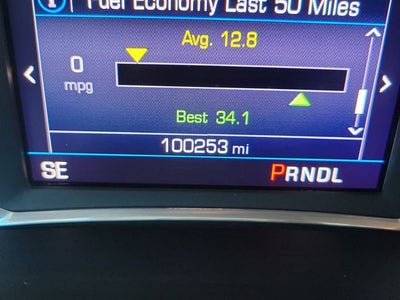 Fuel Economy Last 50 Miles
Avg. 12.8
0
mpg
Best 34.1
100253 mi
SE PRNDL